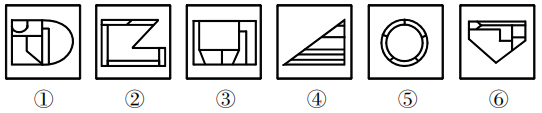 ① ② ③ ④ ⑤ ⑥